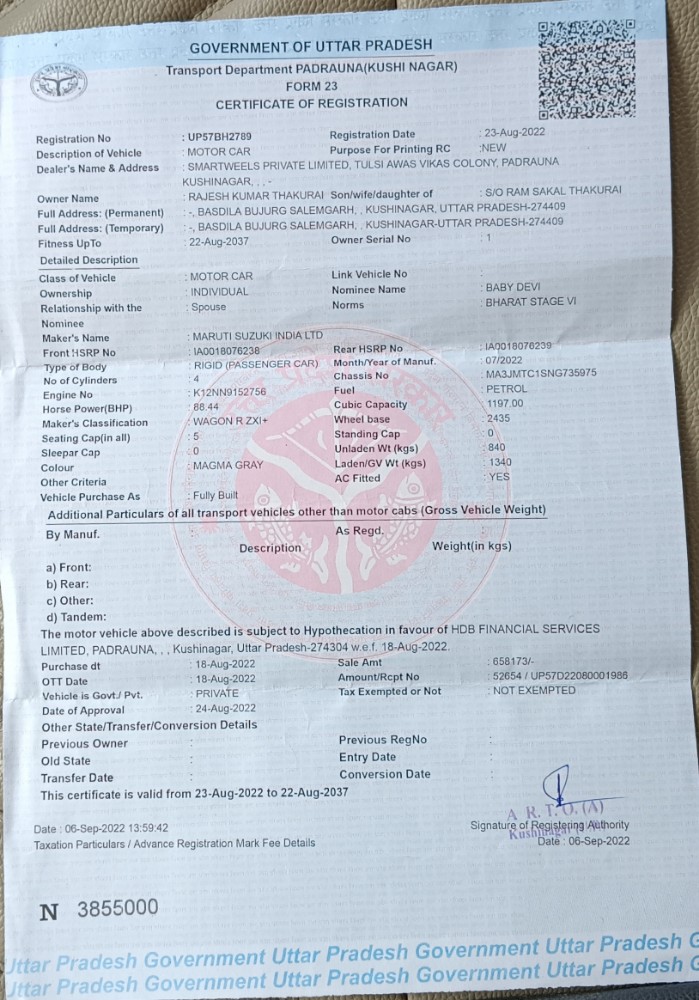 GOVERNMENT OF UTTAR PRADESH
Transport Department PADRAUNA(KUSHI NAGAR)
FORM 23
CERTIFICATE OF REGISTRATION
Registration No : UP57BH2789 Registration Date : 23-Aug-2022
Description of Vehicle : MOTOR CAR Purpose For Printing RC :NEW
Dealer's Name & Address : SMARTWEELS PRIVATE LIMITED, TULSI AWAS VIKAS COLONY, PADRAUNA
KUSHINAGAR, , , -
Owner Name : RAJESH KUMAR THAKURAI Son/wife/daughter of : S/O RAM SAKAL THAKURAI
Full Address: (Permanent) : -, BASDILA BUJURG SALEMGARH, , KUSHINAGAR, UTTAR PRADESH-274409
Full Address: (Temporary) : -, BASDILA BUJURG SALEMGARH, , KUSHINAGAR-UTTAR PRADESH-274409
Fitness UpTo : 22-Aug-2037 Owner Serial No : 1
Detailed Description
Class of Vehicle : MOTOR CAR Link Vehicle No :
Ownership : INDIVIDUAL Nominee Name : BABY DEVI
Relationship with the : Spouse Norms : BHARAT STAGE VI
Nominee
Maker's Name : MARUTI SUZUKI INDIA LTD
Front HSRP No : IA0018076238 Rear HSRP No : IA0018076239
Type of Body : RIGID (PASSENGER CAR) Month/Year of Manuf. : 07/2022
No of Cylinders : 4 Chassis No : MA3JMTC1SNG735975
Engine No : K12NN9152756 Fuel : PETROL
Horse Power(BHP) : 88.44 Cubic Capacity : 1197.00
Maker's Classification : WAGON R ZXI+ Wheel base : 2435
Seating Cap(in all) : 5 Standing Cap : 0
Sleepar Cap : 0 Unladen Wt (kgs) : 840
Colour : MAGMA GRAY Laden/GV Wt (kgs) : 1340
Other Criteria AC Fitted : YES
Vehicle Purchase As : Fully Built
Additional Particulars of all transport vehicles other than motor cabs (Gross Vehicle Weight)
By Manuf. As Regd.
Description Weight(in kgs)
a) Front:
b) Rear:
c) Other:
d) Tandem:
The motor vehicle above described is subject to Hypothecation in favour of HDB FINANCIAL SERVICES
LIMITED, PADRAUNA, , , Kushinagar, Uttar Pradesh-274304 w.e.f. 18-Aug-2022.
Purchase dt : 18-Aug-2022 Sale Amt : 658173/-
OTT Date : 18-Aug-2022 Amount/Rcpt No : 52654 / UP57D22080001986
Vehicle is Govt./ Pvt. : PRIVATE Tax Exempted or Not : NOT EXEMPTED
Date of Approval : 24-Aug-2022
Other State/Transfer/Conversion Details
Previous Owner : Previous RegNo :
Old State : Entry Date :
Transfer Date : Conversion Date :
This certificate is valid from 23-Aug-2022 to 22-Aug-2037
A. R. T. O. (A)
Date : 06-Sep-2022 13:59:42 Signature of Registering Authority
Kushinagar
Taxation Particulars / Advance Registration Mark Fee Details Date : 06-Sep-2022
N 3855000
Uttar Pradesh Government Uttar Pradesh Government Uttar Pradesh G
Uttar Pradesh Government Uttar Pradesh Government Uttar Pradesh G